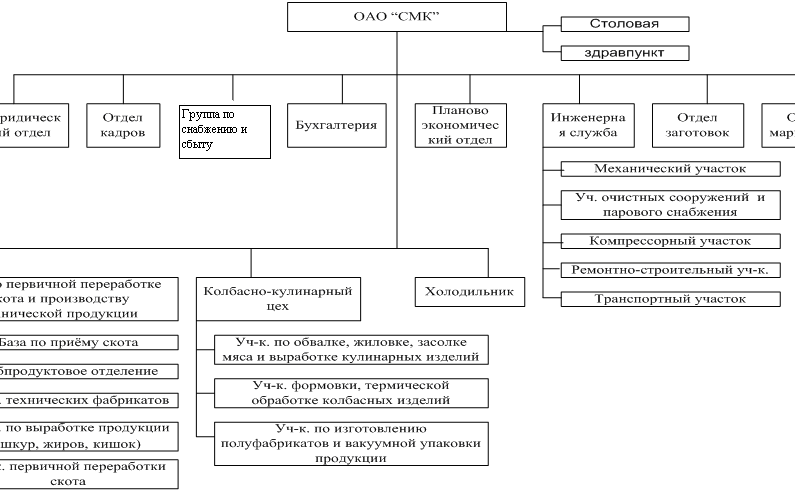 ОАО “СМК”
Столовая
здравпункт
ридическ
ий отдел
Отдел
кадров
Группа по
снабжению и
сбыту
Бухгалтерия
Планово
экономичес
кий отдел
Инженерна
я служба
Отдел
заготовок
О
мар
Механический участок
Уч. очистных сооружений и
парового снабжения
Компрессорный участок
Ремонтно-строительный уч-к.
Транспортный участок
о первичной переработке
кота и производству
нической продукции
База по приёму скота
бпродуктовое отделение
. технических фабрикатов
. по выработке продукции
шкур, жиров, кишок)
к. первичной переработки
скота
Колбасно-кулинарный
цех
Уч-к. по обвалке, жиловке, засолке
мяса и выработке кулинарных изделий
Уч-к. формовки, термической
обработке колбасных изделий
Уч-к. по изготовлению
полуфабрикатов и вакуумной упаковки
продукции
Холодильник